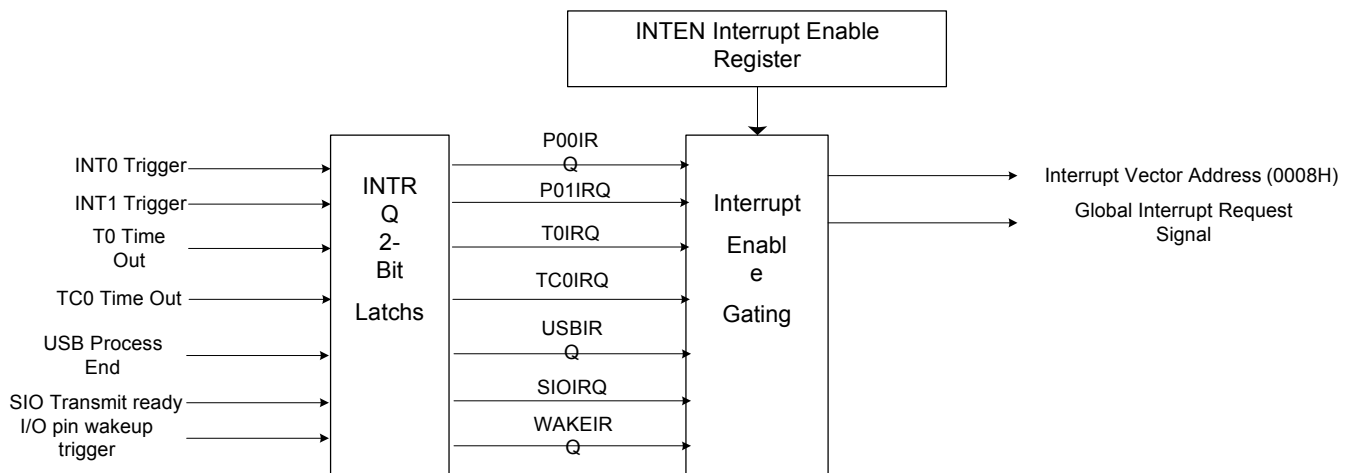 INTEN Interrupt Enable
Register
INT0 Trigger
INT1 Trigger
T0 Time
Out
TC0 Time Out
USB Process
End
SIO Transmit ready
I/O pin wakeup
trigger
INTR
Q
2-
Bit
Latchs
P00IR
Q
P01IRQ
T0IRQ
TC0IRQ
USBIR
Q
SIOIRQ
WAKEIR
Q
Interrupt
Enabl
e
Gating
Interrupt Vector Address (0008H)
Global Interrupt Request
Signal